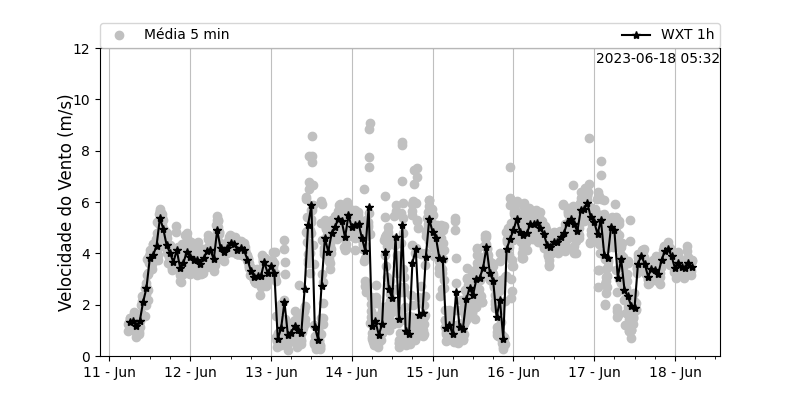 Média 5 min
WXT 1h
2023-06-18 05:32
Velocidade do Vento (m/s)
12
10
8
6
4
2
0
11 - Jun
12 - Jun
13 - Jun
14 - Jun
15 - Jun
16 - Jun
17 - Jun
18 - Jun